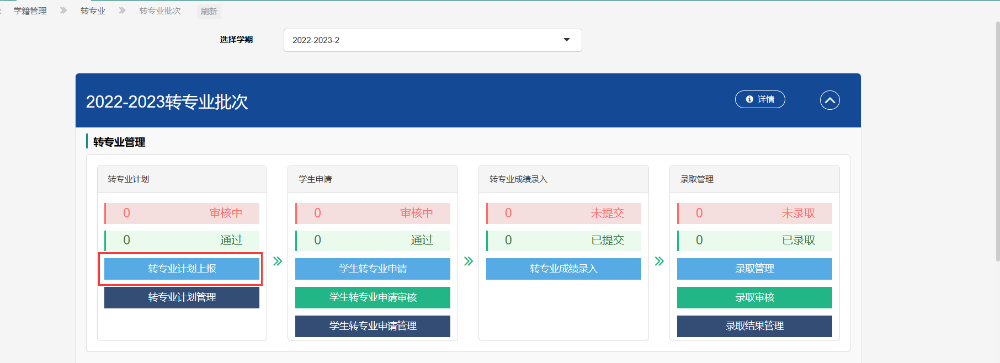 学籍管理 转专业 转专业批次 刷新
选择学期 2022-2023-2
2022-2023转专业批次 详情
转专业管理
转专业计划
0 审核中
0 通过
转专业计划上报
转专业计划管理
学生申请
0 审核中
0 通过
学生转专业申请
学生转专业申请审核
学生转专业申请管理
转专业成绩录入
0 未提交
0 已提交
转专业成绩录入
录取管理
0 未录取
0 已录取
录取管理
录取审核
录取结果管理